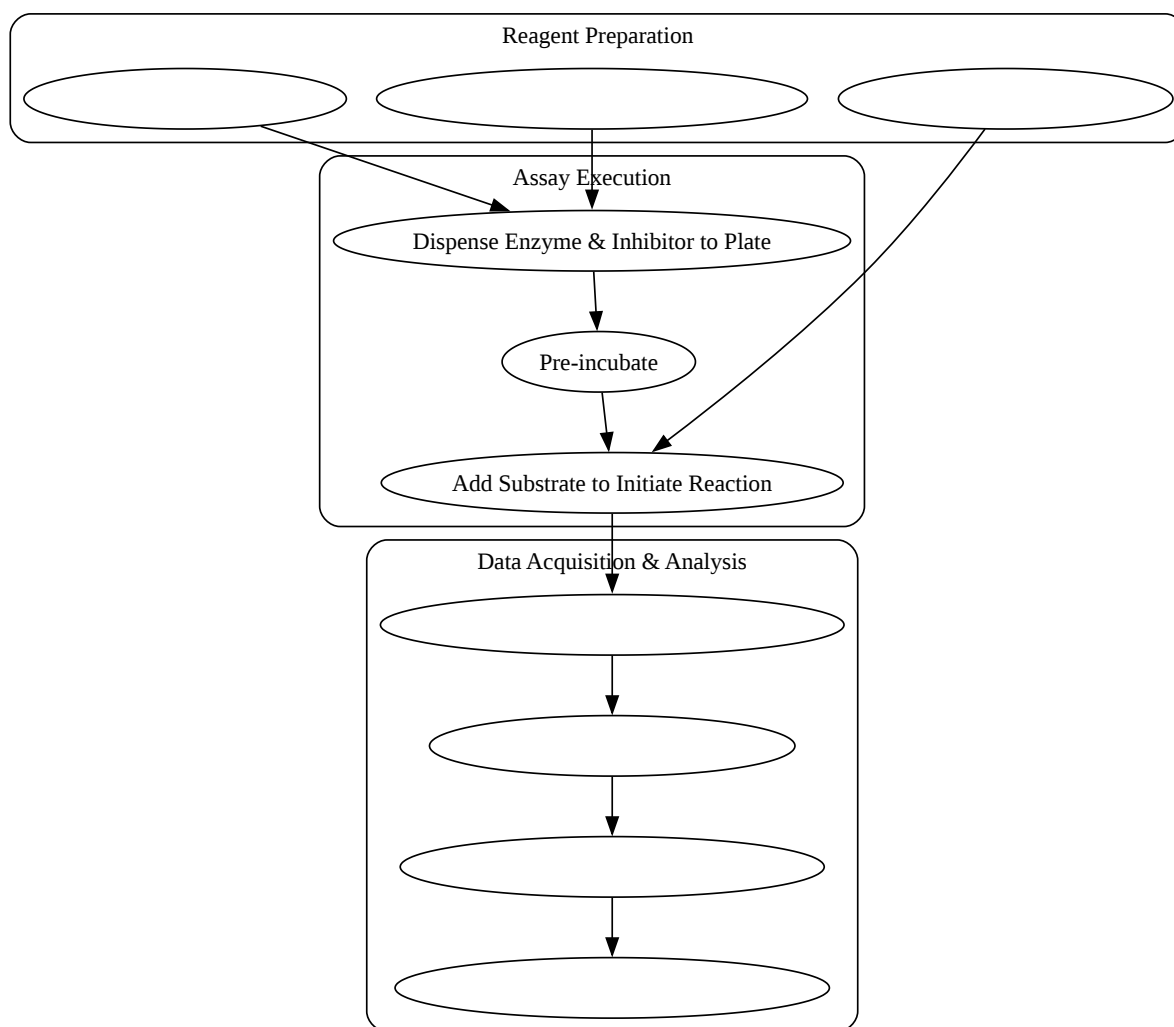 Reagent Preparation
Assay Execution
Dispense Enzyme & Inhibitor to Plate
Pre-incubate
Add Substrate to Initiate Reaction
Data Acquisition & Analysis